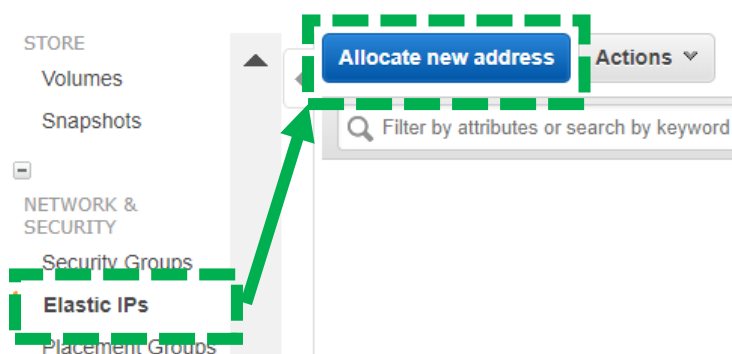 STORE
Volumes
Snapshots
NETWORK &
SECURITY
Security Groups
Elastic IPs
Placement Groups
Allocate new address
Actions
Filter by attributes or search by keyword